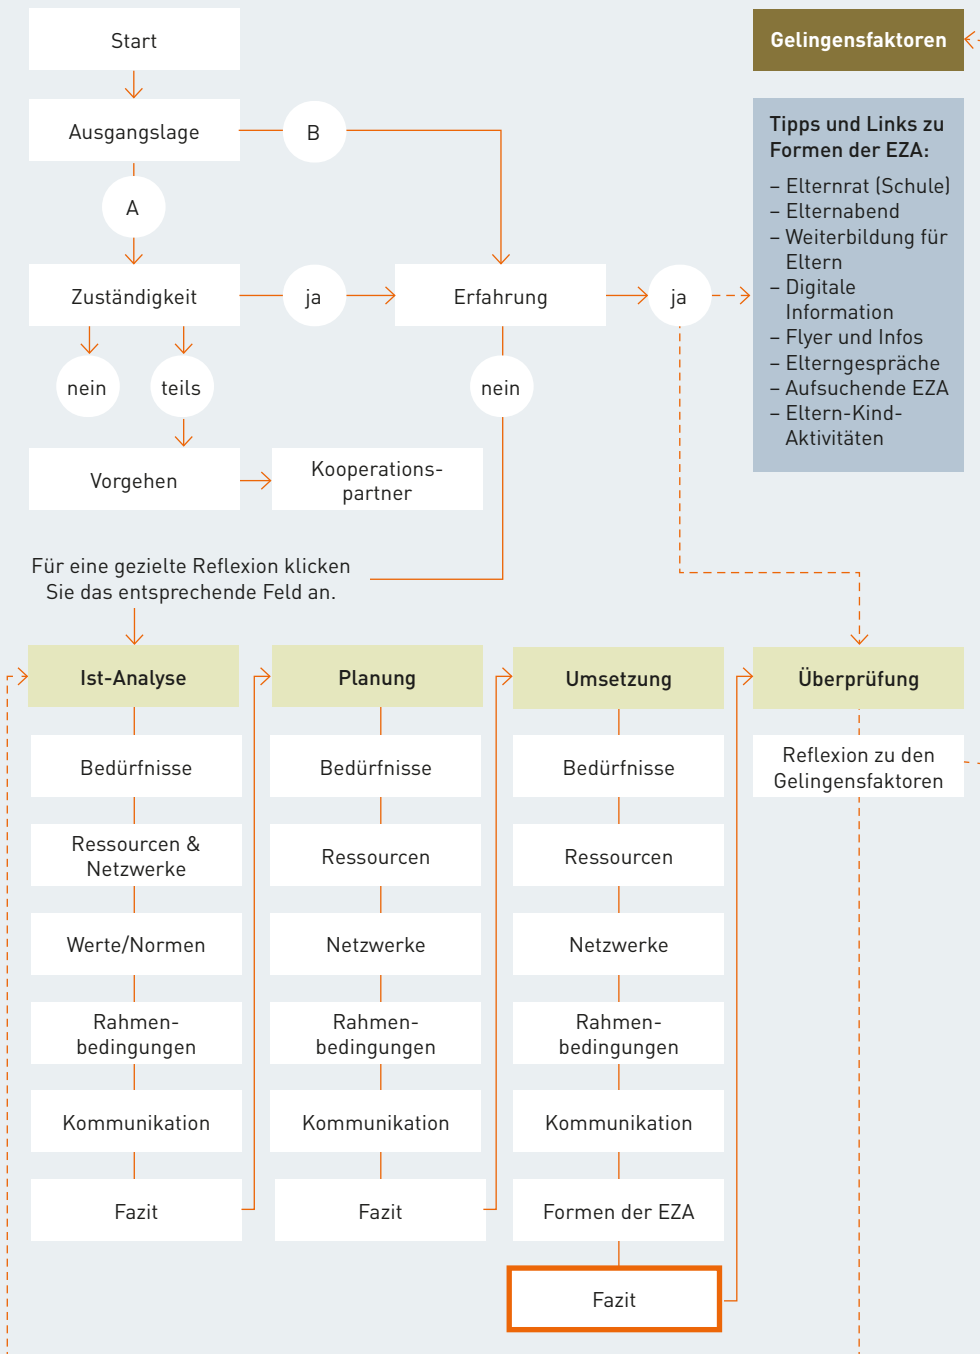 Start
Gelingensfaktoren
Ausgangslage
B
A
Tipps und Links zu
Formen der EZA:
– Elternrat (Schule)
– Elternabend
– Weiterbildung für
Eltern
– Digitale
Information
– Flyer und Infos
– Elterngespräche
– Aufsuchende EZA
– Eltern-Kind-
Aktivitäten
Zuständigkeit
ja
Erfahrung
ja
nein
teils
nein
Vorgehen
Kooperations-
partner
Für eine gezielte Reflexion klicken
Sie das entsprechende Feld an.
Ist-Analyse
Bedürfnisse
Ressourcen &
Netzwerke
Werte/Normen
Rahmen-
bedingungen
Kommunikation
Fazit
Planung
Bedürfnisse
Ressourcen
Netzwerke
Rahmen-
bedingungen
Kommunikation
Fazit
Umsetzung
Bedürfnisse
Ressourcen
Netzwerke
Rahmen-
bedingungen
Kommunikation
Formen der EZA
Fazit
Überprüfung
Reflexion zu den
Gelingensfaktoren